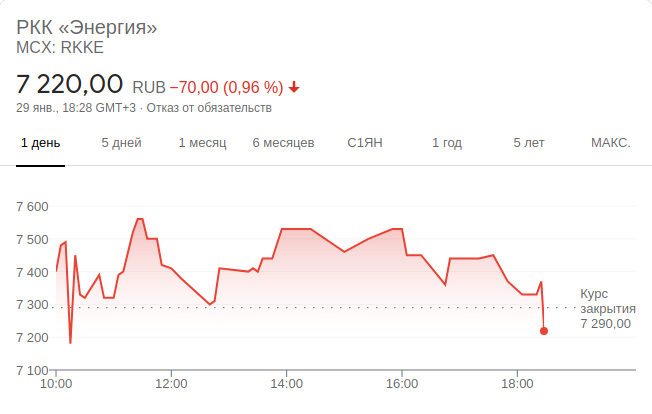 РКК «Энергия»
MCX: RKKE
7 220,00 RUB −70,00 (0,96 %)
29 янв., 18:28 GMT+3 · Отказ от обязательств
1 день 5 дней 1 месяц 6 месяцев С1ЯН 1 год 5 лет МАКС.
7 600
7 500
7 400
7 300
7 200
7 100
Курс
закрытия
7 290,00
10:00 12:00 14:00 16:00 18:00